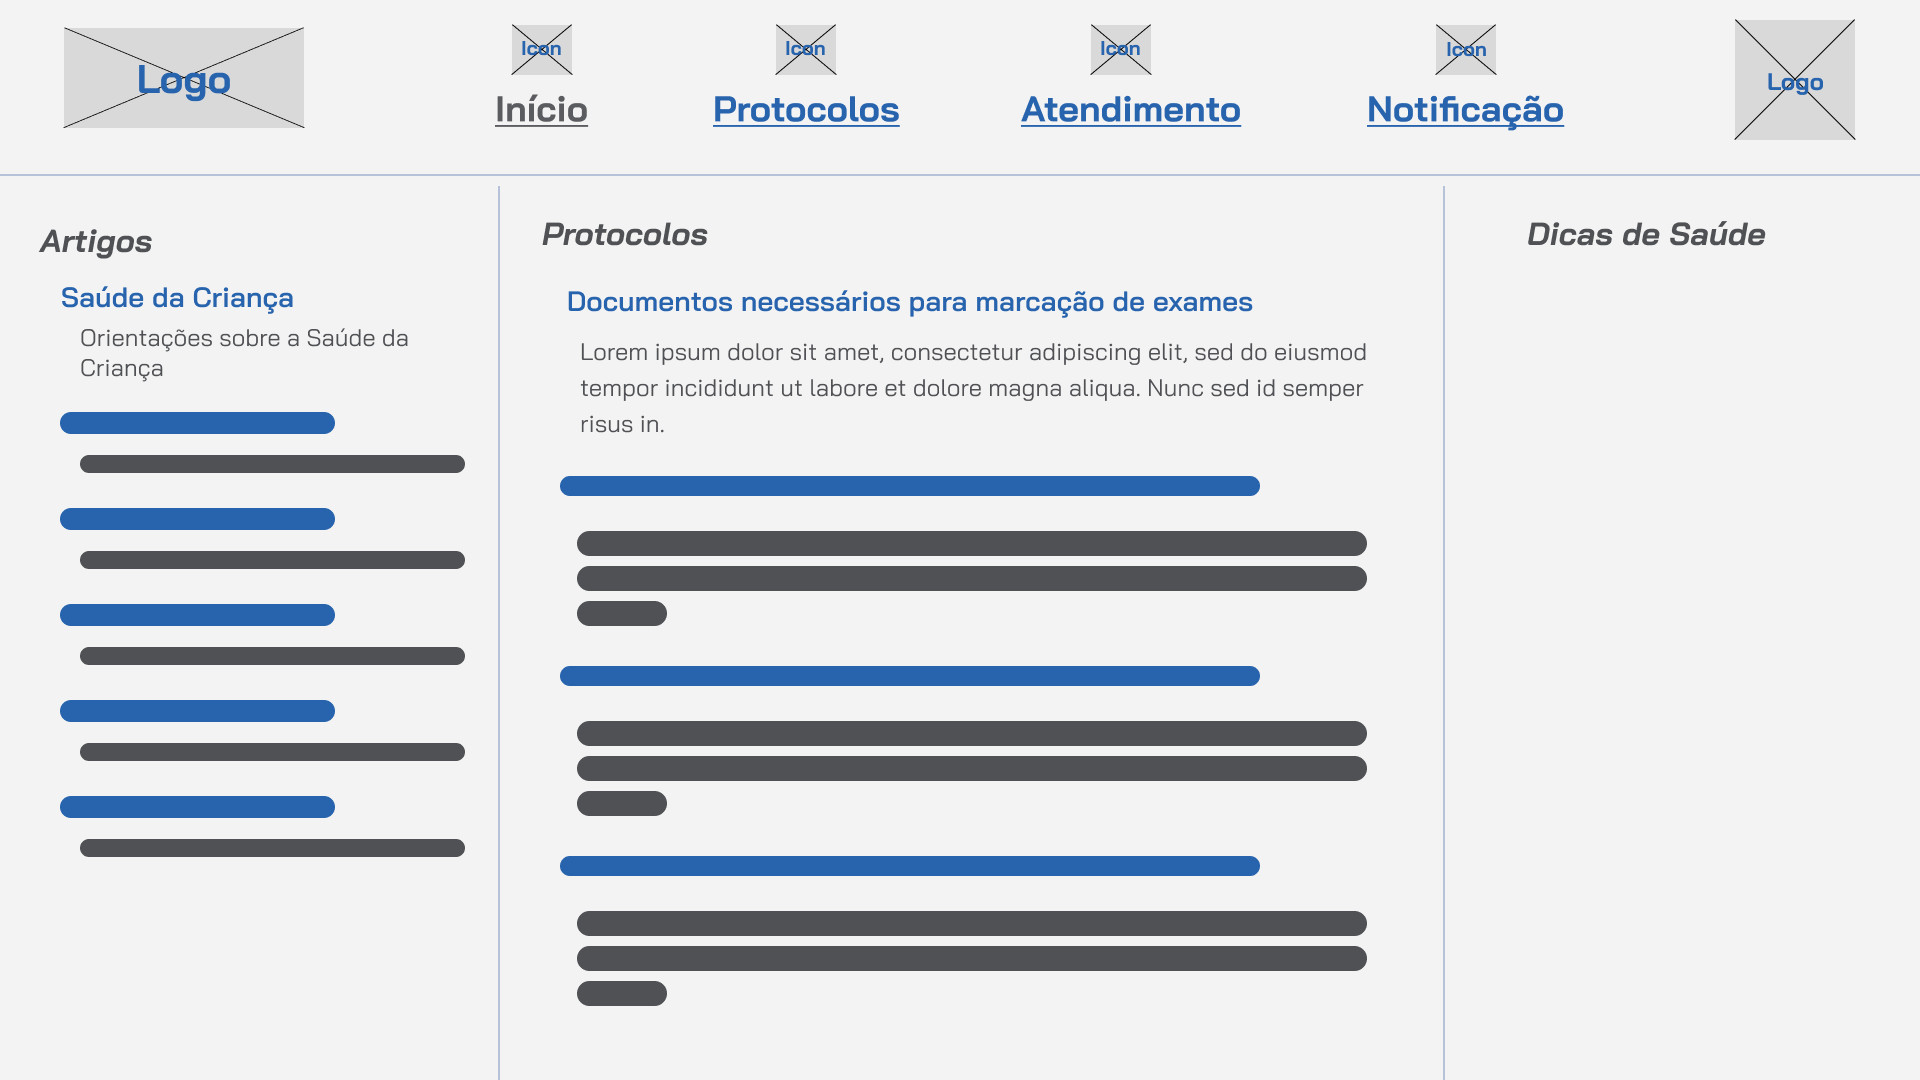 Logo
Icon
Icon
Icon
Icon
Logo
Início
Protocolos
Atendimento
Notificação
Artigos
Saúde da Criança
Orientações sobre a Saúde da
Criança
Protocolos
Documentos necessários para marcação de exames
Lorem ipsum dolor sit amet, consectetur adipiscing elit, sed do eiusmod
tempor incididunt ut labore et dolore magna aliqua. Nunc sed id semper
risus in.
Dicas de Saúde